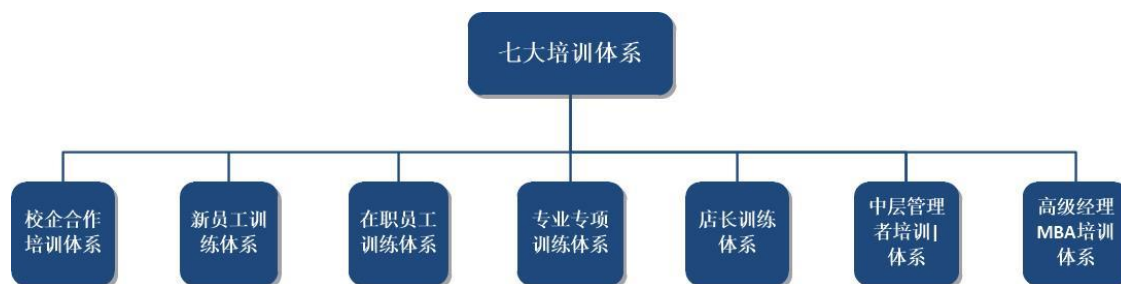 七大培训体系
校企合作
培训体系
新员工训
练体系
在职员工
训练体系
专业专项
训练体系
店长训练
体系
中层管理
者培训|
体系
高级经理
MBA培训
体系